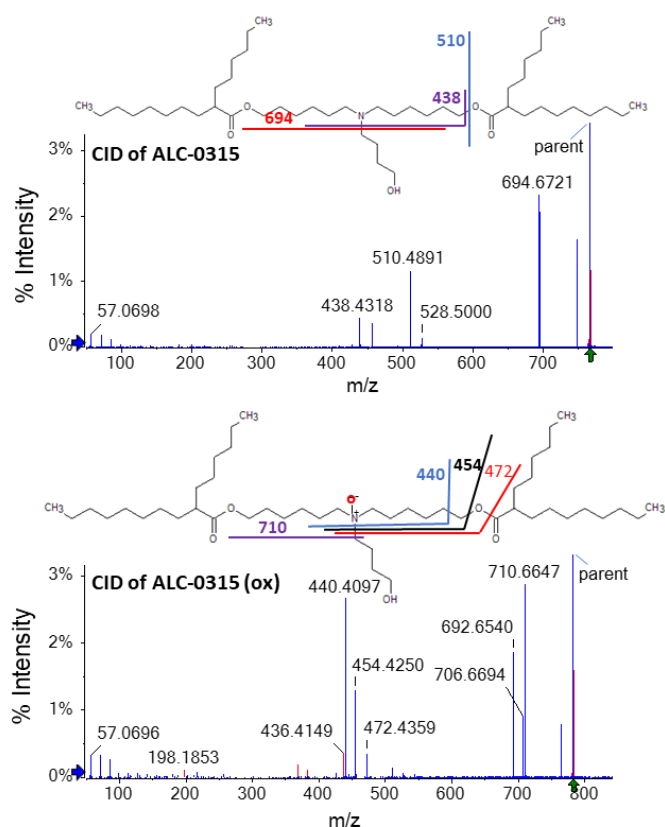 CH3
CH3
510
CH3
O
O
N
438
O
O
CH3
694
OH
parent
CID of ALC-0315
3%
2%
1%
0%
% Intensity
694.6721
510.4891
438.4318
528.5000
57.0698
100 200 300 400 500 600 700
m/z
CH3
CH3
440
454
472
CH3
O
O
O-
N+
O
O
CH3
710
OH
parent
CID of ALC-0315 (ox)
3%
2%
1%
0%
% Intensity
440.4097
710.6647
692.6540
454.4250
706.6694
436.4149
472.4359
57.0696
198.1853
100 200 300 400 500 600 700 800
m/z